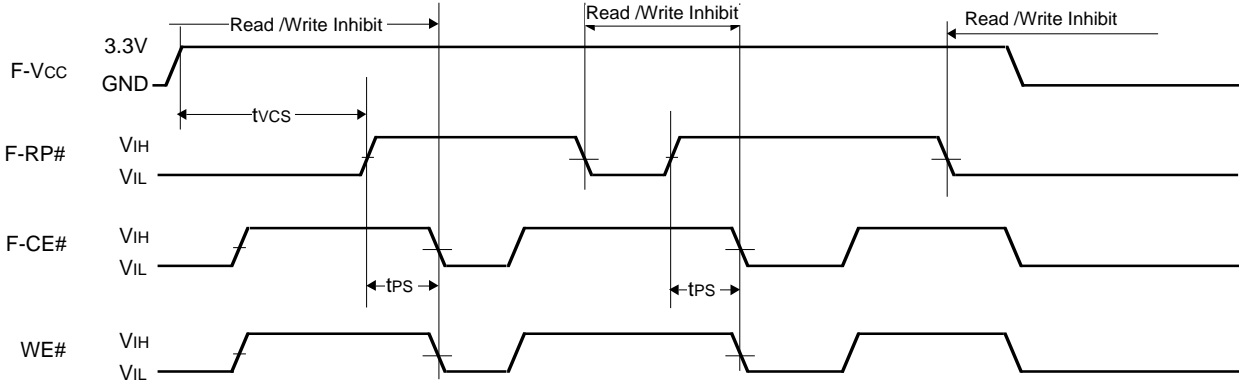 Read /Write Inhibit
Read /Write Inhibit
Read /Write Inhibit
F-VCC
3.3V
GND
tVCS
F-RP#
VIH
VIL
F-CE#
VIH
VIL
tPS
tPS
WE#
VIH
VIL